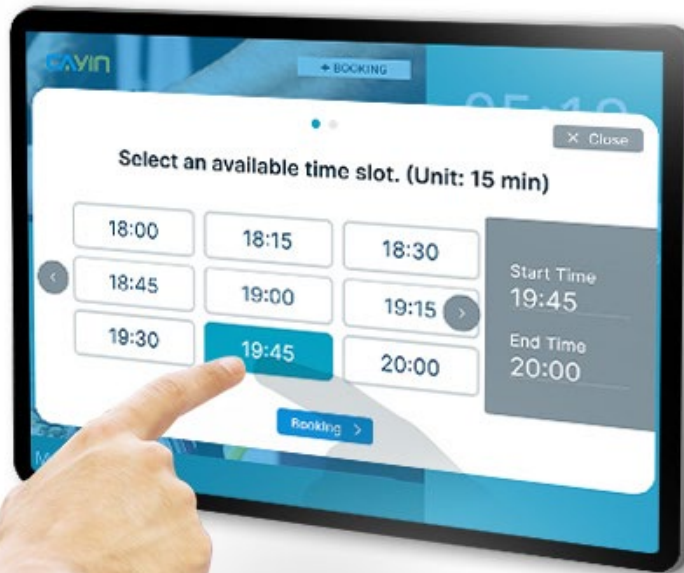 CAYIN
+ BOOKING
× Close
Select an available time slot. (Unit: 15 min)
18:00
18:15
18:30
18:45
19:00
19:15
19:30
19:45
20:00
Start Time
19:45
End Time
20:00
Booking >